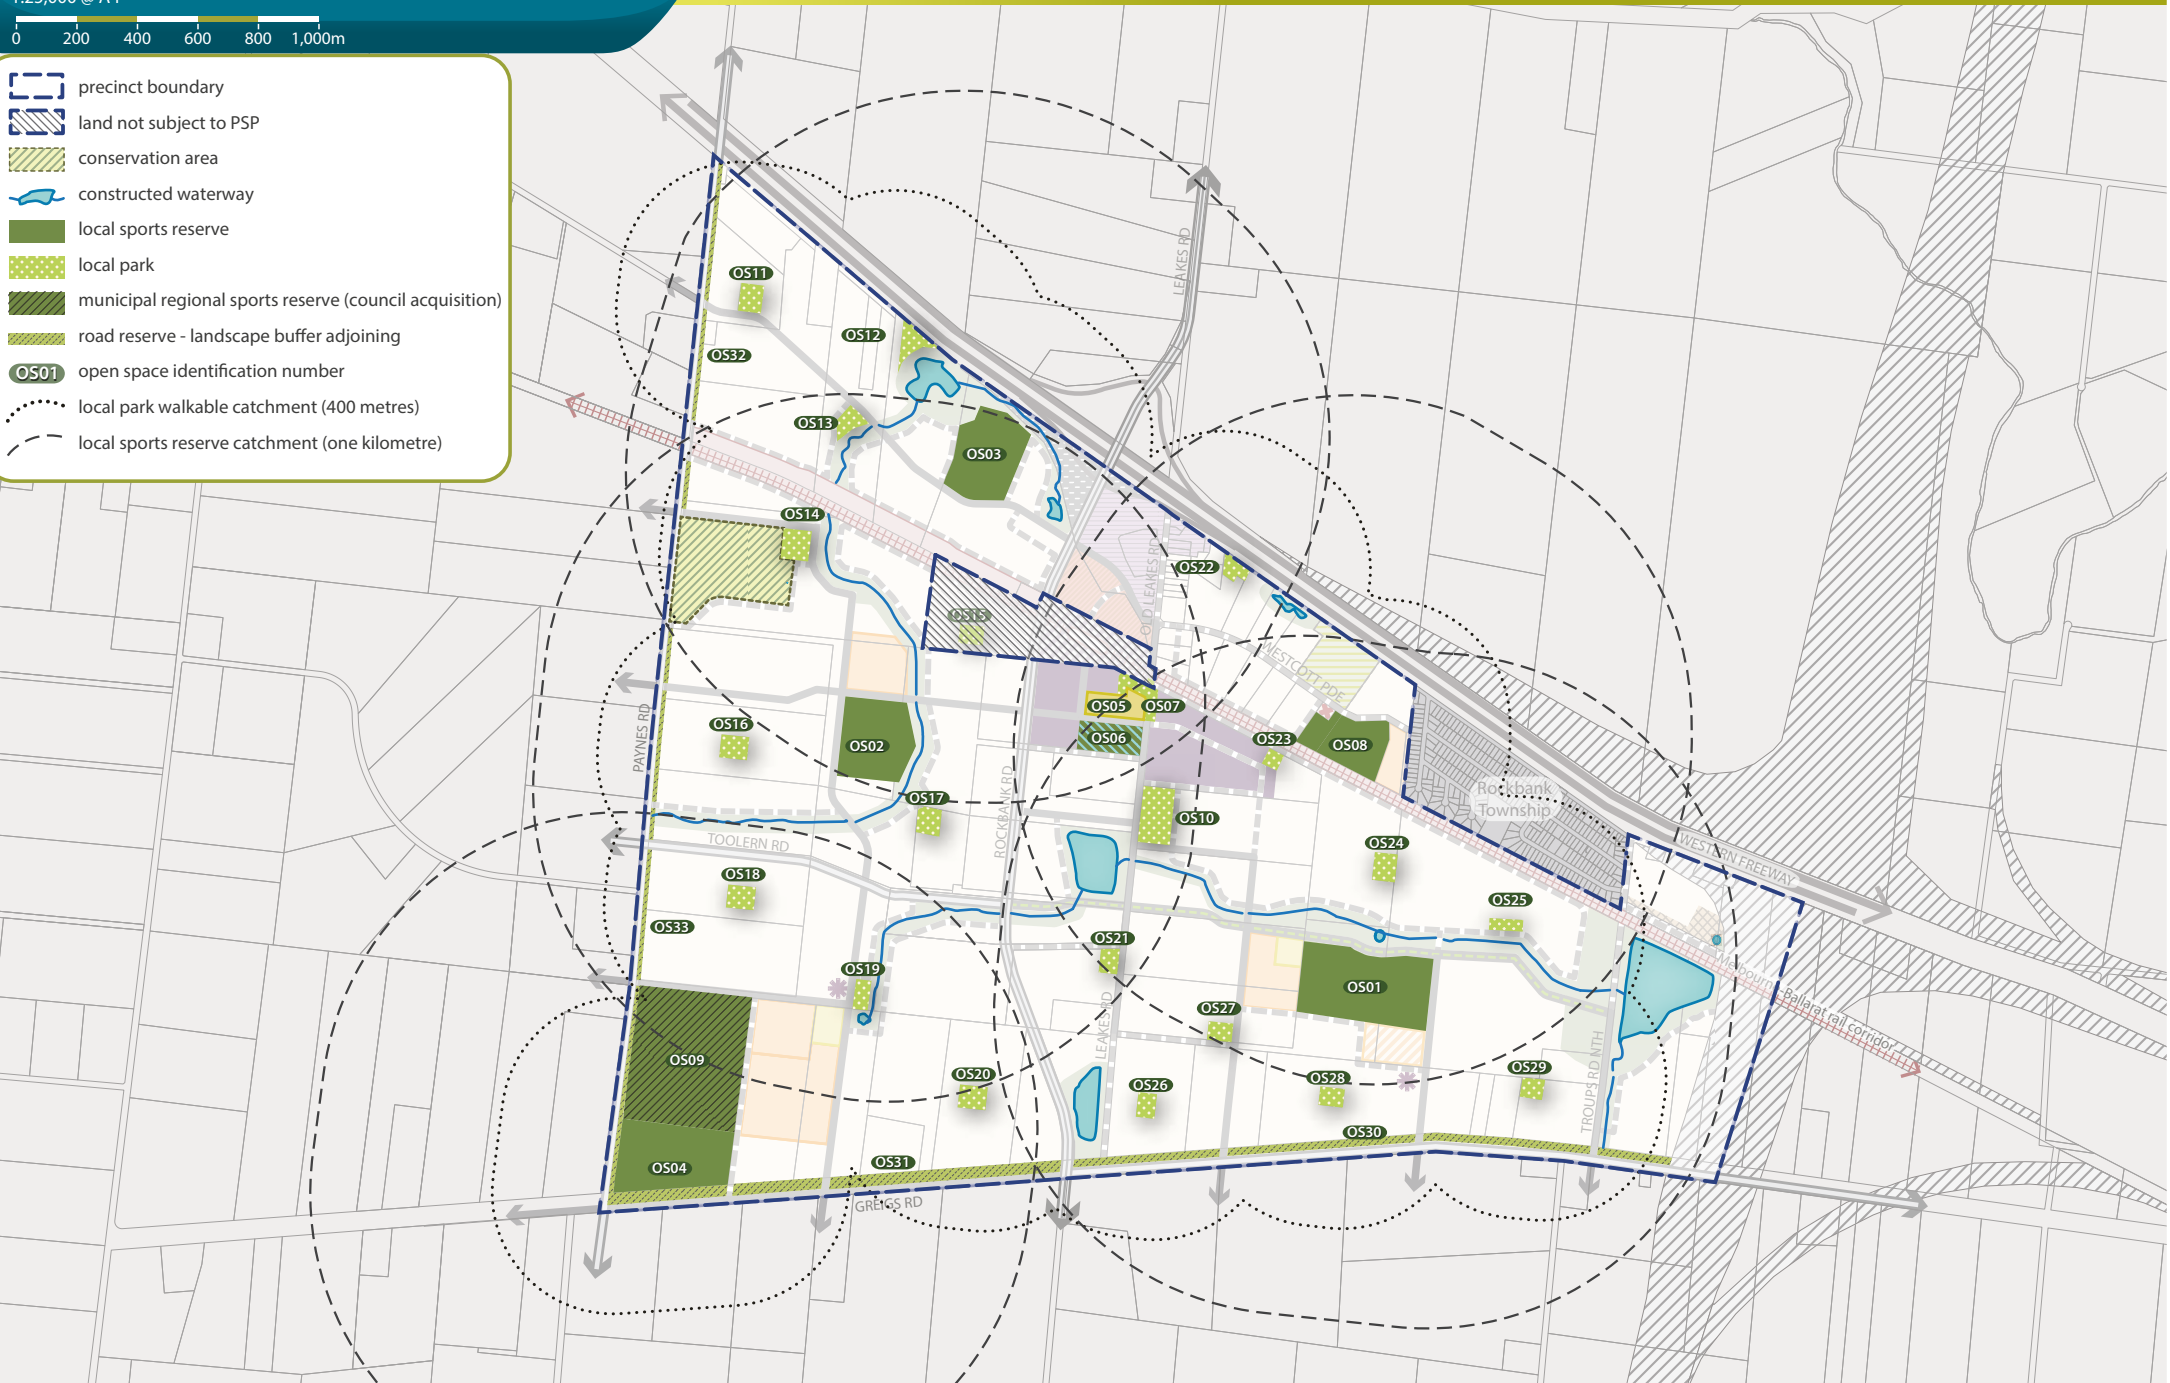 1:25,000 @ A4
0 200 400 600 800 1,000m
precinct boundary
land not subject to PSP
conservation area
constructed waterway
local sports reserve
local park
municipal regional sports reserve (council acquisition)
road reserve - landscape buffer adjoining
OS01 open space identification number
local park walkable catchment (400 metres)
local sports reserve catchment (one kilometre)
LEAKES RD
OS11
OS12
OS32
OS13
OS03
OS14
OLD LEAKES RD
OS22
OS15
WESTCOTT PDE
PAYNES RD
OS16
OS02
OS05
OS07
OS06
OS23
OS08
Rockbank
Township
OS17
ROCKBANK RD
OS10
TOOLERN RD
OS24
WESTERN FREEWAY
OS18
OS25
OS33
OS21
OS19
OS01
Melbourne-Ballarat rail corridor
OS27
LEAKES RD
OS09
OS20
OS26
OS28
OS29
TROUPS RD NTH
OS30
OS04
OS31
GREIGS RD